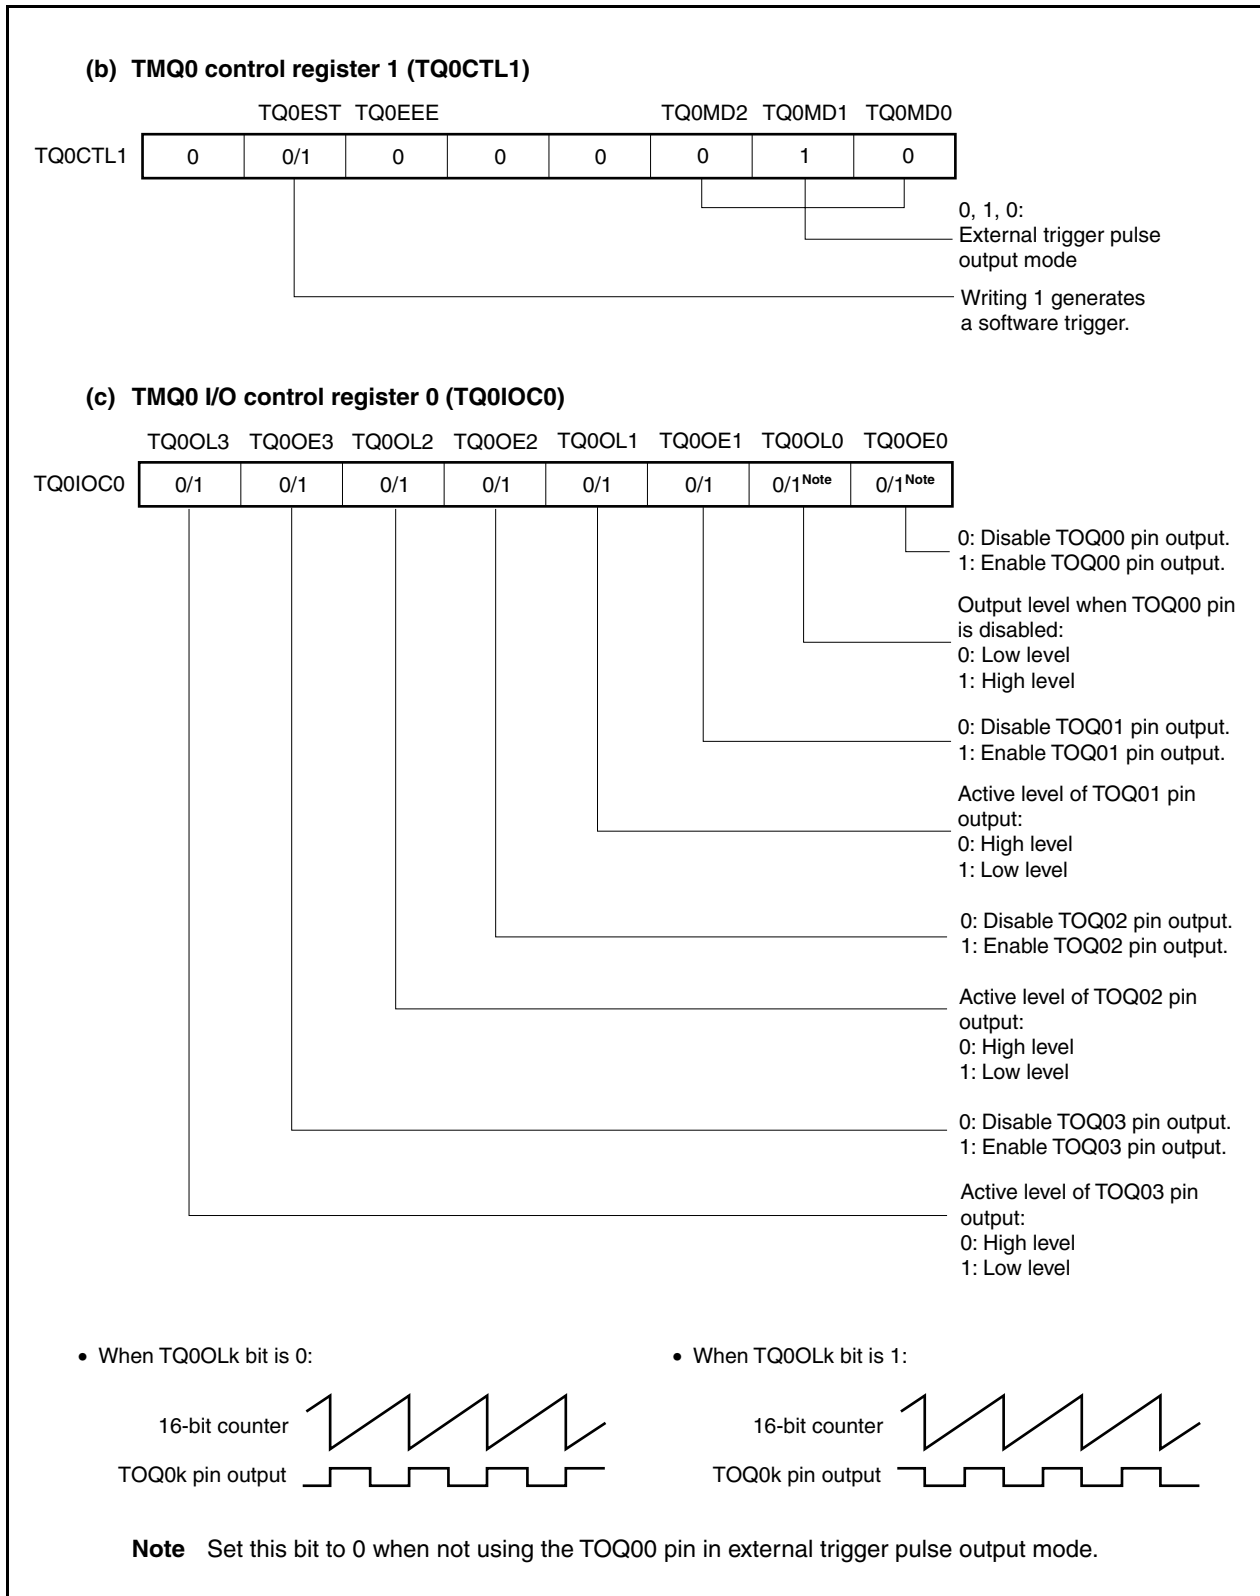 (b) TMQ0 control register 1 (TQ0CTL1)
TQ0EST TQ0EEE TQ0MD2 TQ0MD1 TQ0MD0
TQ0CTL1 0 0/1 0 0 0 0 1 0
0, 1, 0:
External trigger pulse
output mode
Writing 1 generates
a software trigger.
(c) TMQ0 I/O control register 0 (TQ0IOC0)
TQ0OL3 TQ0OE3 TQ0OL2 TQ0OE2 TQ0OL1 TQ0OE1 TQ0OL0 TQ0OE0
TQ0IOC0 0/1 0/1 0/1 0/1 0/1 0/1 0/1Note 0/1Note
0: Disable TOQ00 pin output.
1: Enable TOQ00 pin output.
Output level when TOQ00 pin
is disabled:
0: Low level
1: High level
0: Disable TOQ01 pin output.
1: Enable TOQ01 pin output.
Active level of TOQ01 pin
output:
0: High level
1: Low level
0: Disable TOQ02 pin output.
1: Enable TOQ02 pin output.
Active level of TOQ02 pin
output:
0: High level
1: Low level
0: Disable TOQ03 pin output.
1: Enable TOQ03 pin output.
Active level of TOQ03 pin
output:
0: High level
1: Low level
• When TQ0OLk bit is 0:
16-bit counter
TOQ0k pin output
• When TQ0OLk bit is 1:
16-bit counter
TOQ0k pin output
Note Set this bit to 0 when not using the TOQ00 pin in external trigger pulse output mode.